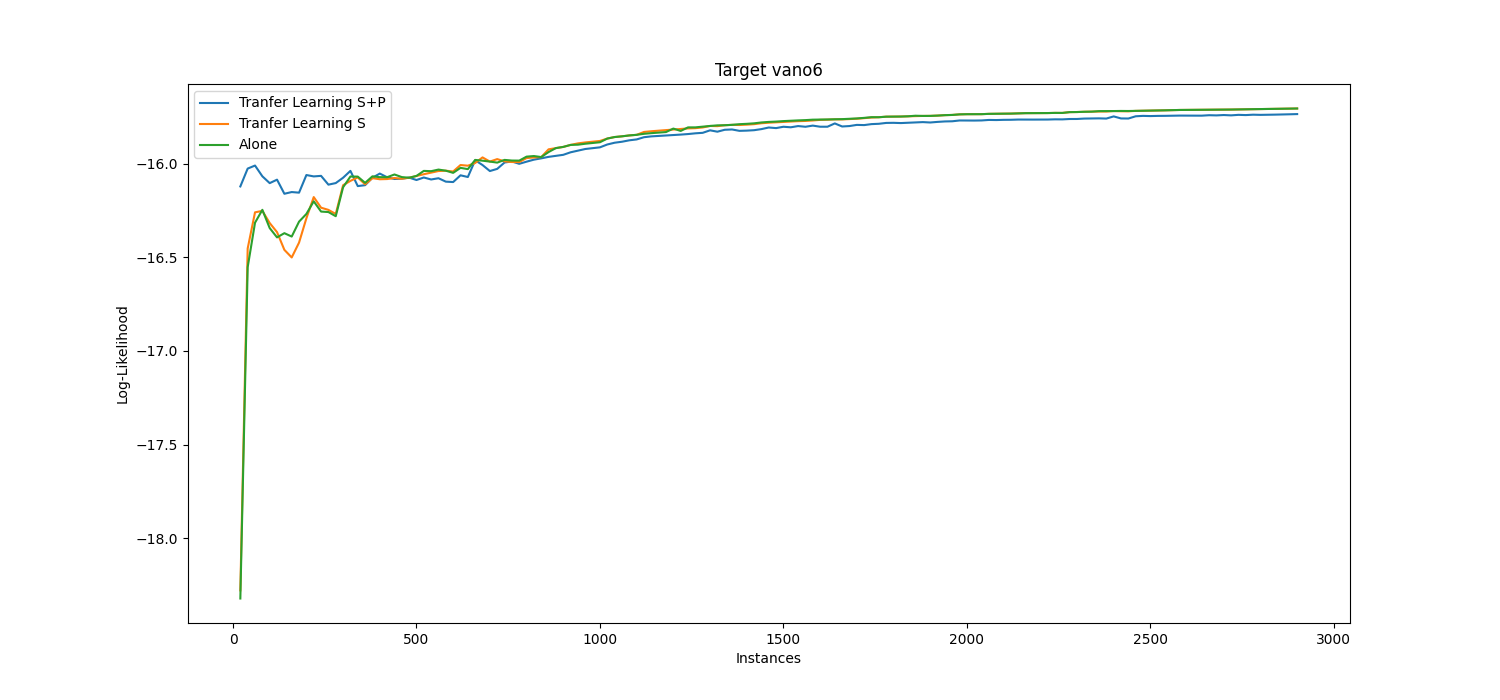 Target vano6
Tranfer Learning S+P
Tranfer Learning S
Alone
Log-Likelihood
−16.0
−16.5
−17.0
−17.5
−18.0
0 500 1000 1500 2000 2500 3000
Instances